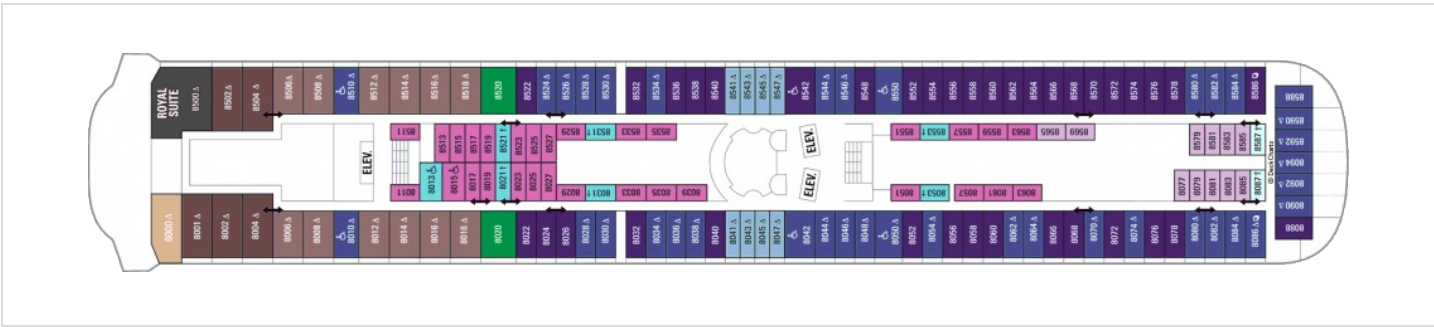 ROYAL
SUITE
8500 Δ
8502 Δ
8504 Δ
8506 Δ
8508 Δ
8510 Δ
8512 Δ
8514 Δ
8516 Δ
8518 Δ
8520
8522
8524 Δ
8526 Δ
8528 Δ
8530 Δ
8532
8534 Δ
8536
8538
8540
8541 Δ
8543 Δ
8545 Δ
8547 Δ
8542
8544 Δ
8546 Δ
8548
8550
8552
8554
8556
8558
8560
8562
8564
8566
8568
8570
8572
8574
8576
8578
8580 Δ
8582 Δ
8584 Δ
8586
8588
8590 Δ
8592 Δ
8094 Δ
8092 Δ
8090 Δ
8088
8511
ELEV.
8513
8515
8517
8519
8521 †
8523
8525
8527
8529
8531 †
8533
8535
ELEV.
8551
8553 †
8557
8559
8563
8565
8569
8579
8581
8583
8585
8587 †
© Deck Charts
8011
8013
8015
8017
8019
8021 †
8023
8025
8027
8029
8031 †
8033
8035
8039
ELEV.
8051
8053 †
8057
8061
8063
8077
8079
8081
8083
8085
8087 †
8000 Δ
8001 Δ
8002 Δ
8004 Δ
8006 Δ
8008 Δ
8010 Δ
8012 Δ
8014 Δ
8016 Δ
8018 Δ
8020
8022
8024
8026
8028 Δ
8030 Δ
8032
8034 Δ
8036 Δ
8038 Δ
8040
8041 Δ
8043 Δ
8045 Δ
8047 Δ
8042
8044 Δ
8046 Δ
8048 Δ
8050
8052
8054 Δ
8056
8058
8060
8062 Δ
8064 Δ
8066
8068
8070 Δ
8072
8074 Δ
8076
8078
8080 Δ
8082 Δ
8084 Δ
8086 Δ